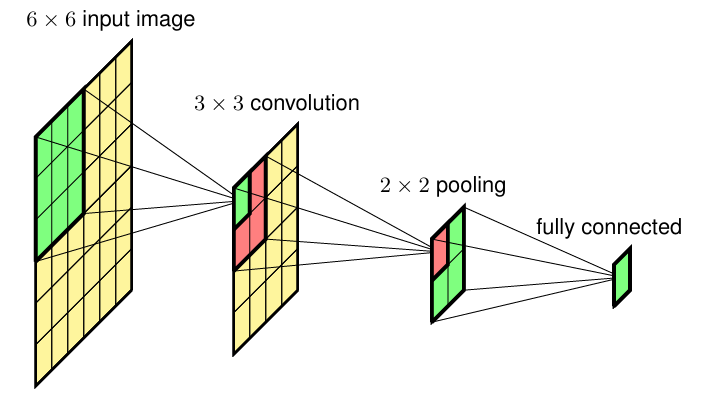 6 × 6 input image
3 × 3 convolution
2 × 2 pooling
fully connected